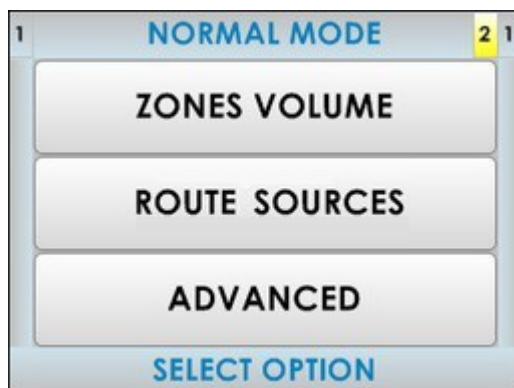 1 NORMAL MODE 2 1
ZONES VOLUME
ROUTE SOURCES
ADVANCED
SELECT OPTION